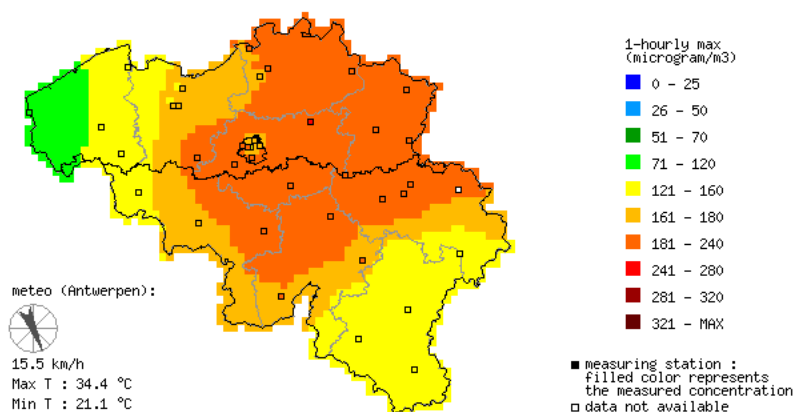 1-hourly max
(microgram/m3)
0 - 25
26 - 50
51 - 70
71 - 120
121 - 160
161 - 180
181 - 240
241 - 280
281 - 320
321 - MAX
meteo (Antwerpen):
15.5 km/h
Max T : 34.4 °C
Min T : 21.1 °C
measuring station :
filled color represents
the measured concentration
data not available